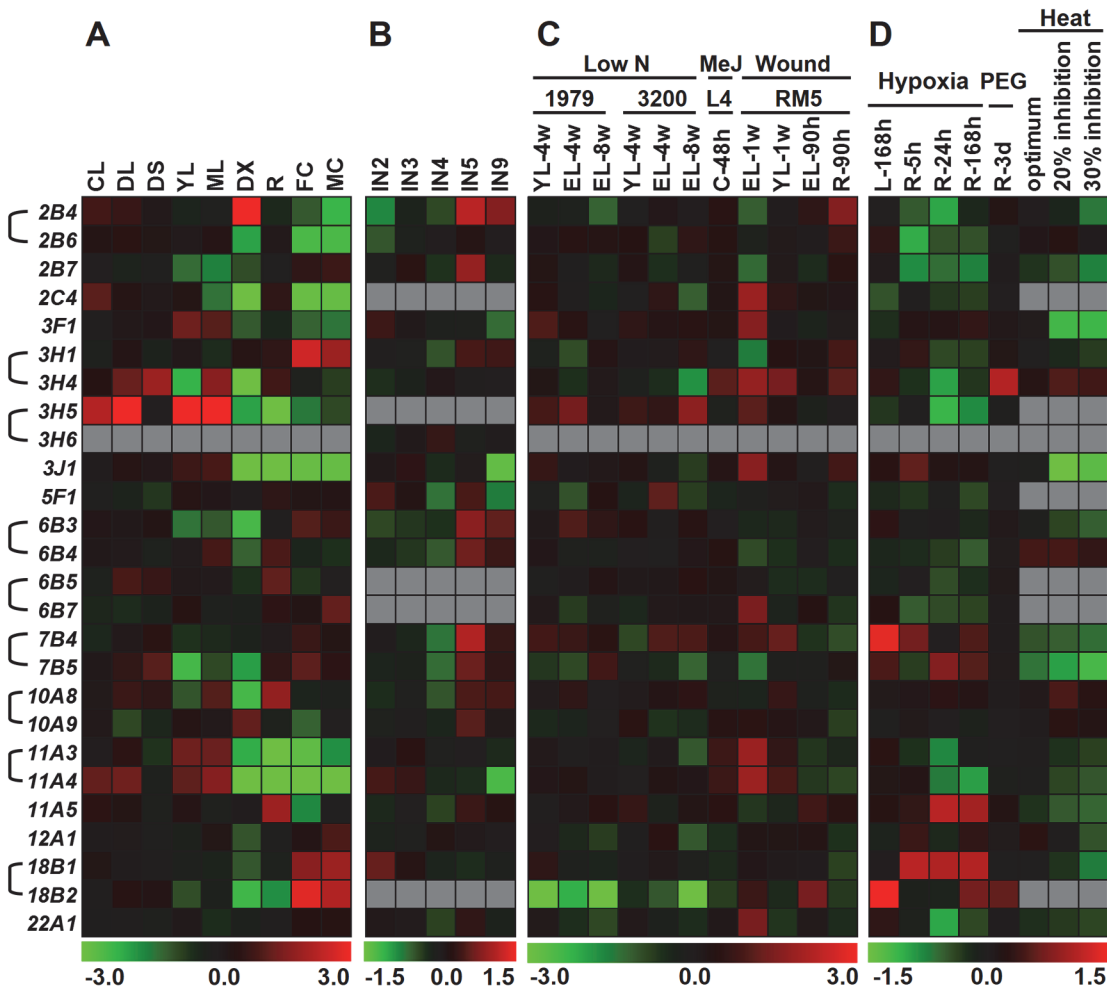 A B C D
Heat
Low N MeJ Wound Hypoxia PEG
1979 3200 L4 RM5
CL DL DS YL ML DX R FC MC
IN2 IN3 IN4 IN5 IN9
YL-4w EL-4w EL-8w YL-4w EL-4w EL-8w C-48h EL-1w YL-1w EL-90h R-90h
L-168h R-5h R-24h R-168h R-3d optimum 20% inhibition 30% inhibition
2B4
2B6
2B7
2C4
3F1
3H1
3H4
3H5
3H6
3J1
5F1
6B3
6B4
6B5
6B7
7B4
7B5
10A8
10A9
11A3
11A4
11A5
12A1
18B1
18B2
22A1
-3.0 0.0 3.0 -1.5 0.0 1.5 -3.0 0.0 3.0 -1.5 0.0 1.5